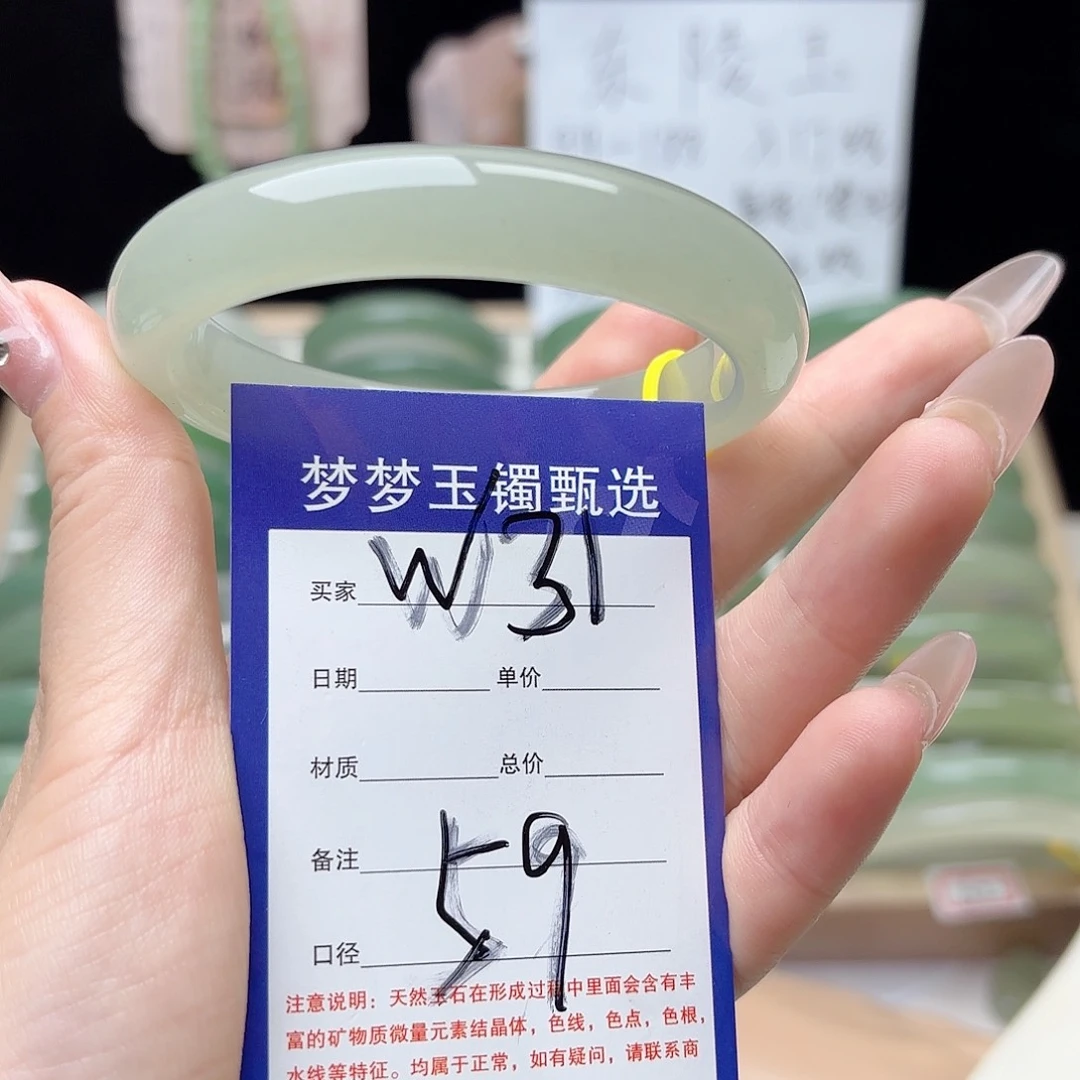 东陵玉
梦梦玉镯甄选
买家 W31
日期 单价
材质 总价
备注 59
口径
注意说明：天然玉石在形成过程中里面会含有丰
富的矿物质微量元素结晶体，色线，色点，色根，
水线等特征。均属于正常，如有疑问，请联系商